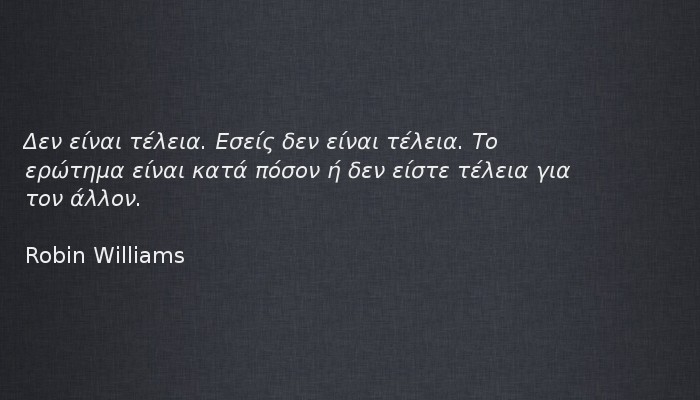 Δεν είναι τέλεια. Εσείς δεν είναι τέλεια. Το
ερώτημα είναι κατά πόσον ή δεν είστε τέλεια για
τον άλλον.
Robin Williams